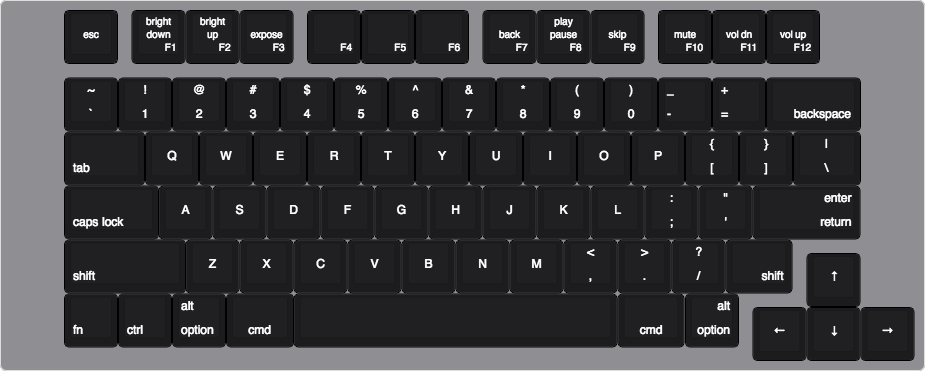 esc bright down F1 bright up F2 expose F3 F4 F5 F6 back F7 play pause F8 skip F9 mute F10 vol dn F11 vol up F12
~ ! @ # $ % ^ & * ( ) _ +
` 1 2 3 4 5 6 7 8 9 0 - = backspace
Q W E R T Y U I O P { } |
tab [ ] \
A S D F G H J K L : " enter
caps lock ; ' return
Z X C V B N M < > ?
shift , . / shift ↑
alt alt
fn ctrl option cmd cmd option ← ↓ →